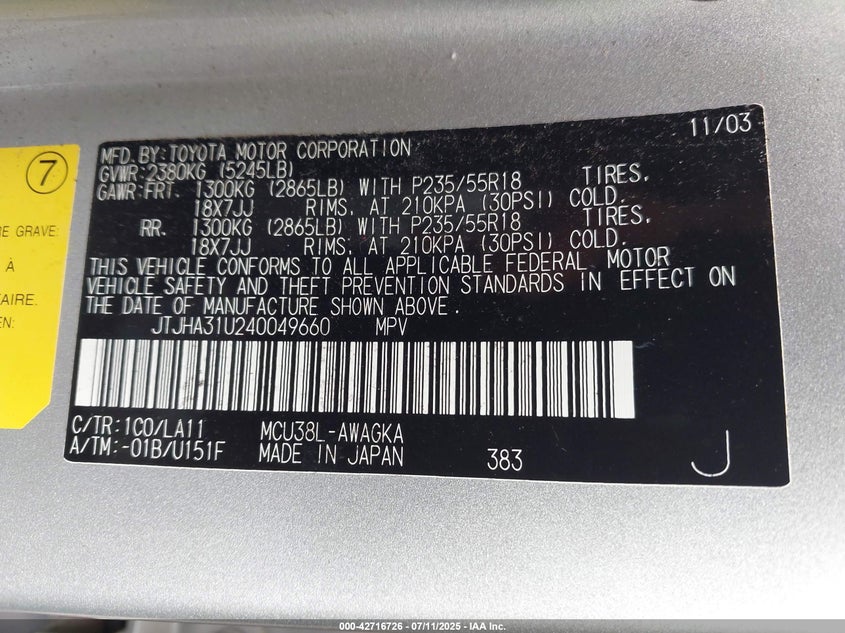 11/03
MFD. BY: TOYOTA MOTOR CORPORATION
GVWR: 2380KG (5245LB)
GAWR: FRT. 1300KG (2865LB) WITH P235/55R18 TIRES,
18X7JJ RIMS, AT 210KPA (30PSI) COLD.
RR. 1300KG (2865LB) WITH P235/55R18 TIRES,
18X7JJ RIMS, AT 210KPA (30PSI) COLD.
THIS VEHICLE CONFORMS TO ALL APPLICABLE FEDERAL MOTOR
VEHICLE SAFETY AND THEFT PREVENTION STANDARDS IN EFFECT ON
THE DATE OF MANUFACTURE SHOWN ABOVE.
JTJHA31U240049660 MPV
C/TR: 1C0/LA11 MCU38L-AWAGKA
A/TM: -01B/U151F MADE IN JAPAN 383 J
7
GRAVE:
À
AIRE.
EN:
000-42716726 - 07/11/2025 - IAA Inc.